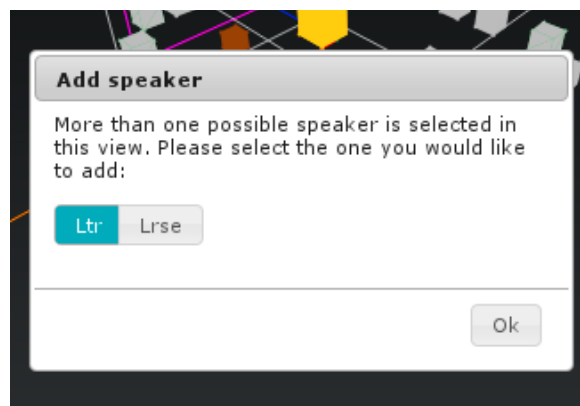 Add speaker
More than one possible speaker is selected in
this view. Please select the one you would like
to add:
Ltr Lrse
Ok